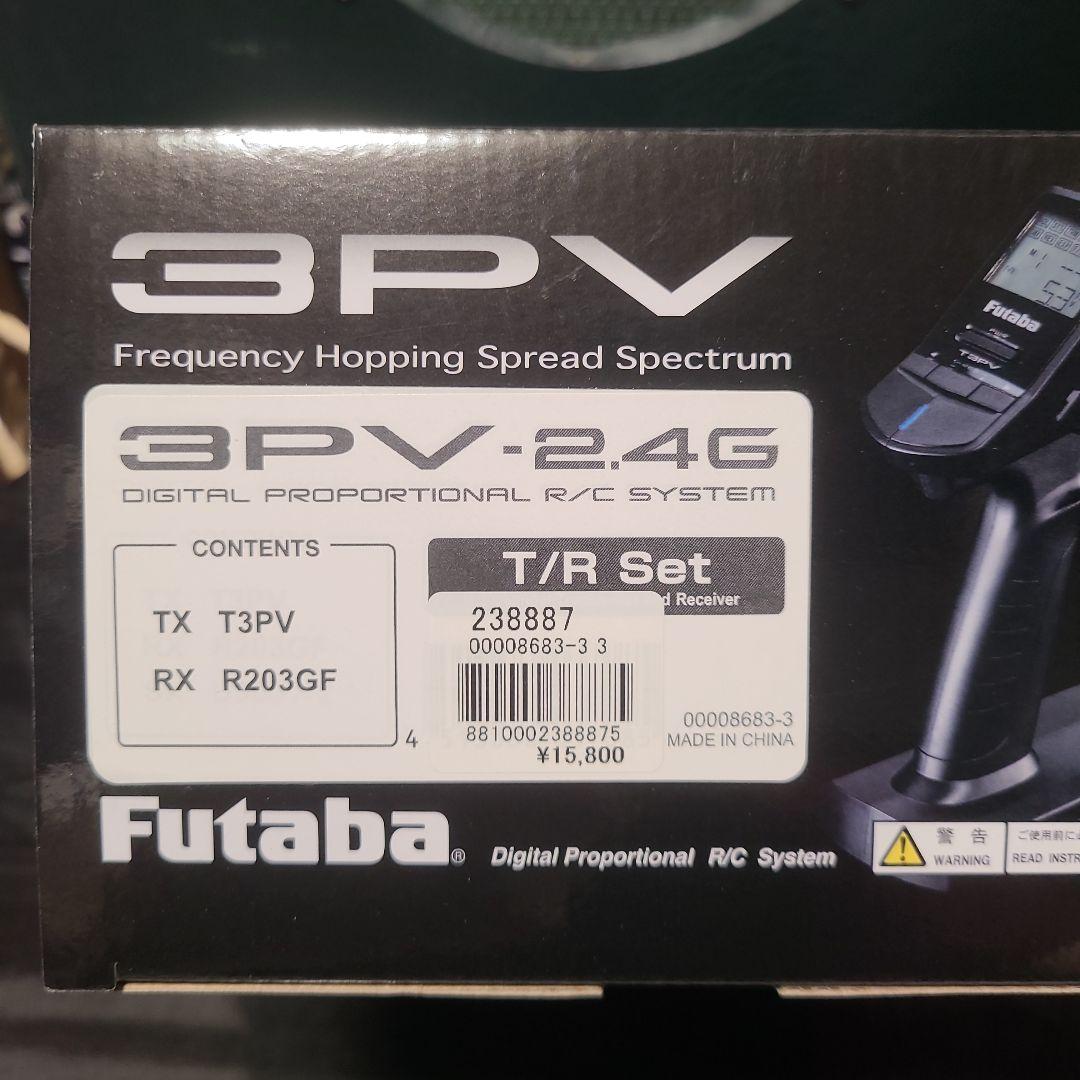 3PV
Frequency Hopping Spread Spectrum
3PV-2.4G
DIGITAL PROPORTIONAL R/C SYSTEM
CONTENTS
TX T3PV
RX R203GF
4
T/R Set
Receiver
238887
00008683-3 3
8810002388875
¥15,800
00008683-3
MADE IN CHINA
Futaba®
Digital Proportional R/C System
Futaba
T3PV
警告
WARNING
ご使用前に
READ